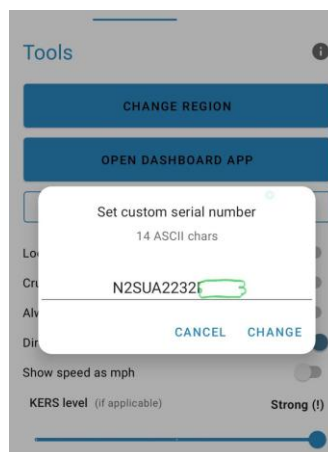 Tools
CHANGE REGION
OPEN DASHBOARD APP
Set custom serial number
14 ASCII chars
N2SUA2232
CANCEL CHANGE
Show speed as mph
KERS level (if applicable) Strong (!)